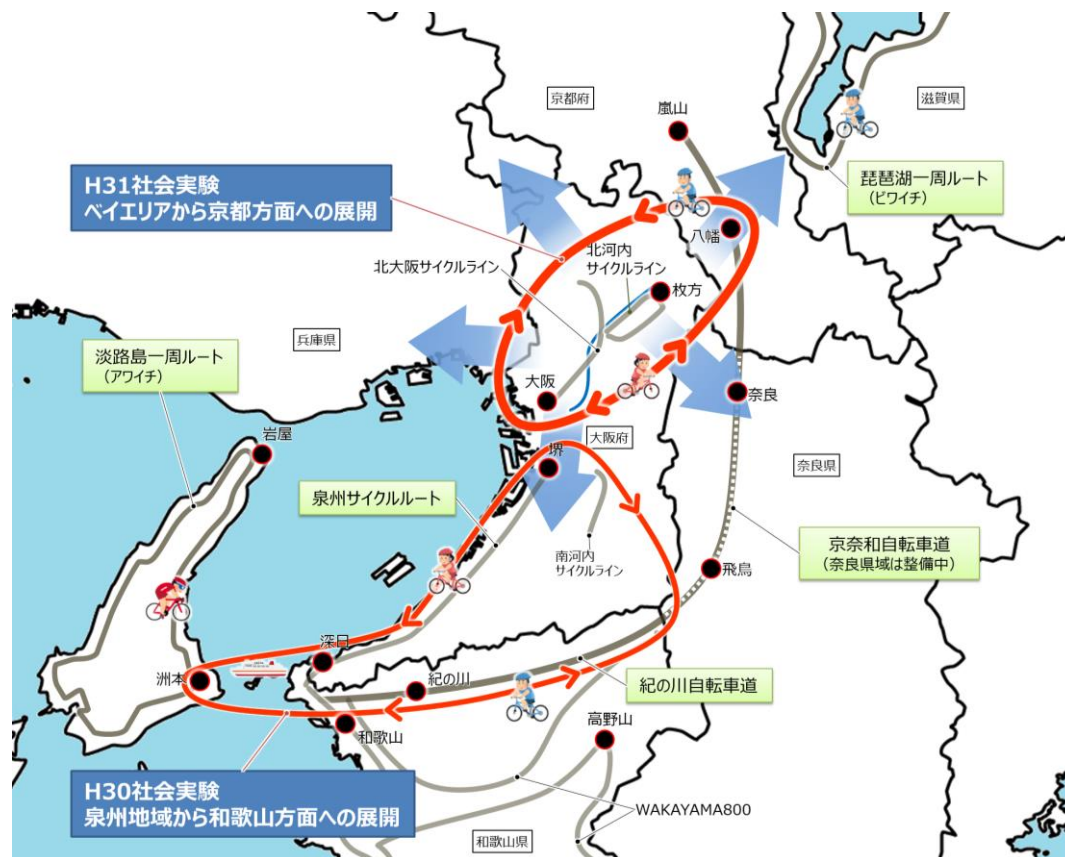 京都府
滋賀県
嵐山
H31社会実験
ベイエリアから京都方面への展開
琵琶湖一周ルート
(ビワイチ)
八幡
北河内
サイクルライン
北大阪サイクルライン
枚方
兵庫県
淡路島一周ルート
(アワイチ)
大阪
奈良
岩屋
大阪府
堺
奈良県
泉州サイクルルート
南河内
サイクルライン
京奈和自転車道
(奈良県域は整備中)
飛鳥
深日
洲本
紀の川
紀の川自転車道
高野山
和歌山
H30社会実験
泉州地域から和歌山方面への展開
WAKAYAMA800
和歌山県